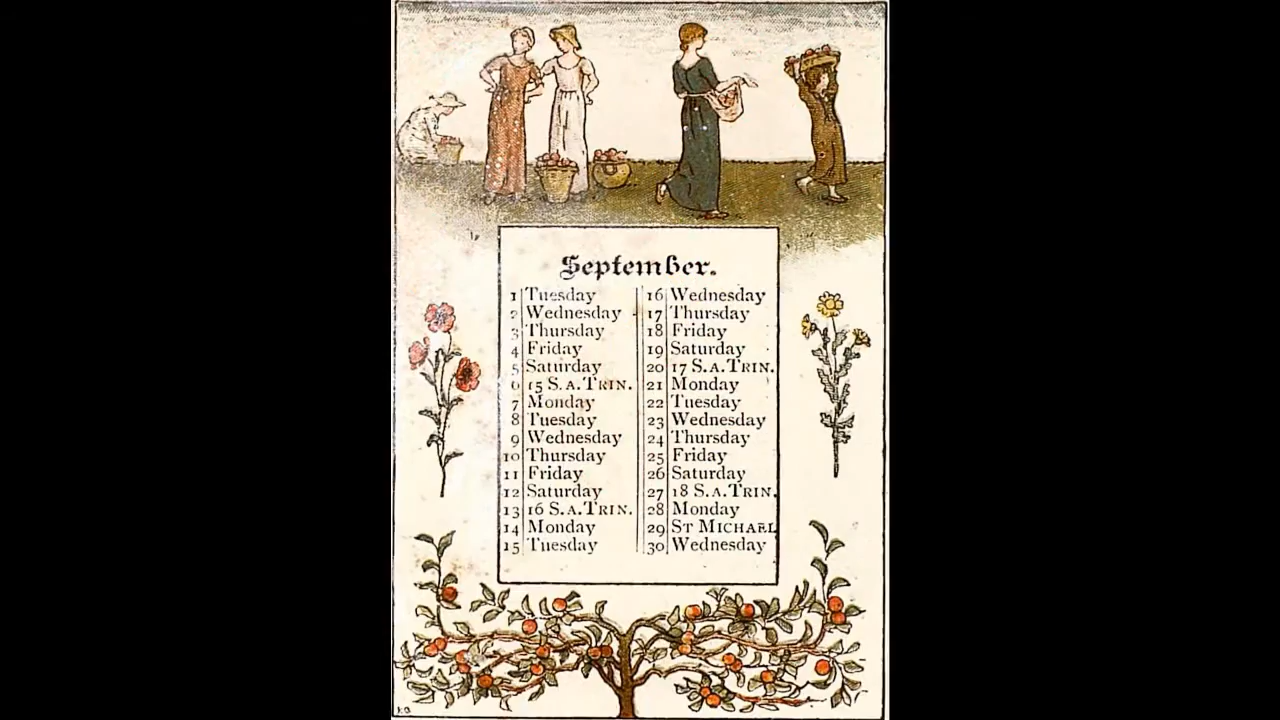 September.
1 Tuesday
2 Wednesday
3 Thursday
4 Friday
5 Saturday
6 15 S.A.TRIN.
7 Monday
8 Tuesday
9 Wednesday
10 Thursday
11 Friday
12 Saturday
13 16 S.A.TRIN.
14 Monday
15 Tuesday
16 Wednesday
17 Thursday
18 Friday
19 Saturday
20 17 S.A.TRIN.
21 Monday
22 Tuesday
23 Wednesday
24 Thursday
25 Friday
26 Saturday
27 18 S.A.TRIN.
28 Monday
29 ST MICHAEL
30 Wednesday
K G